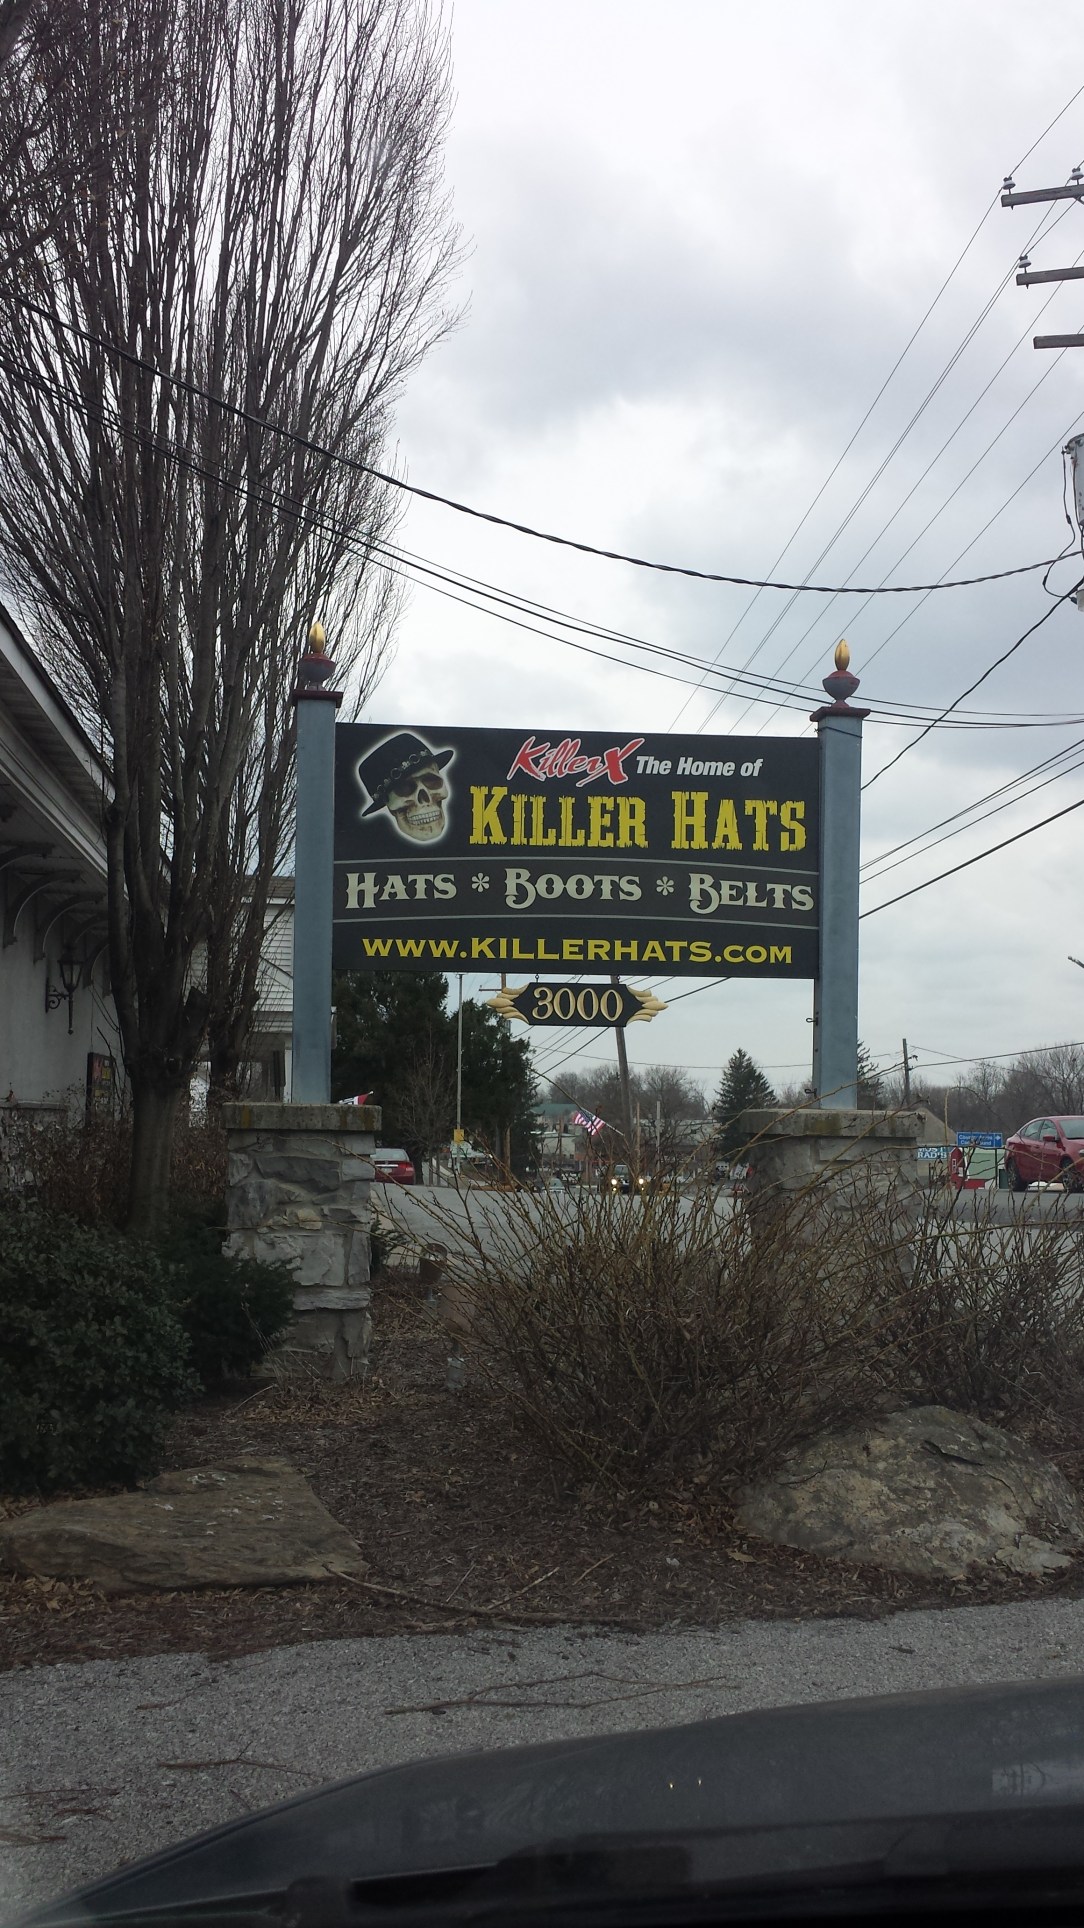 KillerX The Home of
KILLER HATS
HATS * BOOTS * BELTS
WWW.KILLERHATS.COM
3000